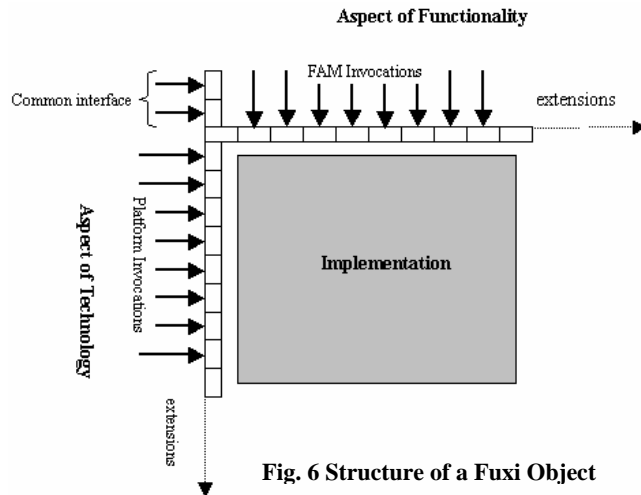 Aspect of Functionality
FAM Invocations
Common interface
extensions
Aspect of Technology
Platform Invocations
Implementation
extensions
Fig. 6 Structure of a Fuxi Object